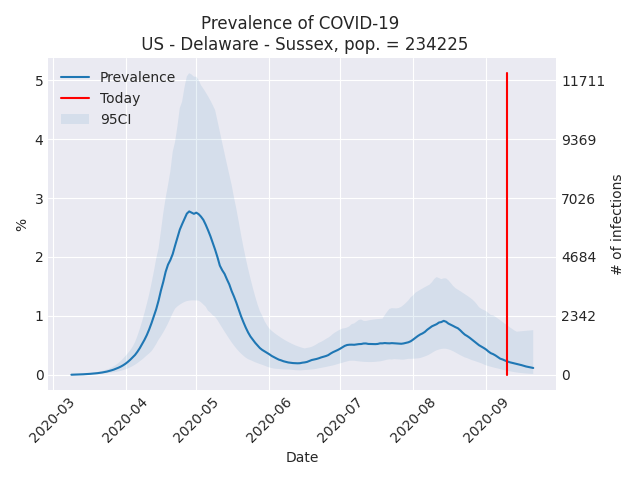 Prevalence of COVID-19
US - Delaware - Sussex, pop. = 234225
Prevalence
Today
95CI
5
4
3
2
1
0
%
11711
9369
7026
4684
2342
0
# of infections
2020-03
2020-04
2020-05
2020-06
2020-07
2020-08
2020-09
Date